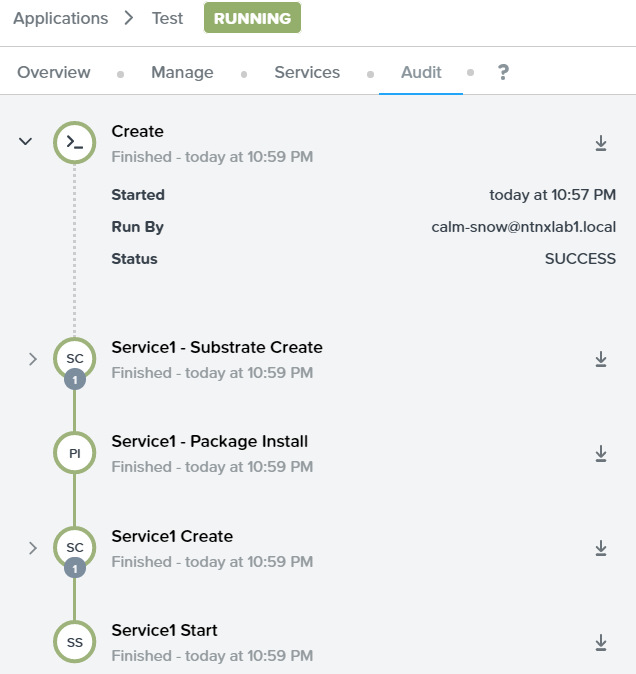 Applications > Test RUNNING
Overview Manage Services Audit ?
Create
Finished - today at 10:59 PM
Started today at 10:57 PM
Run By calm-snow@ntnxlab1.local
Status SUCCESS
SC Service1 - Substrate Create
1 Finished - today at 10:59 PM
PI Service1 - Package Install
Finished - today at 10:59 PM
SC Service1 Create
1 Finished - today at 10:59 PM
SS Service1 Start
Finished - today at 10:59 PM